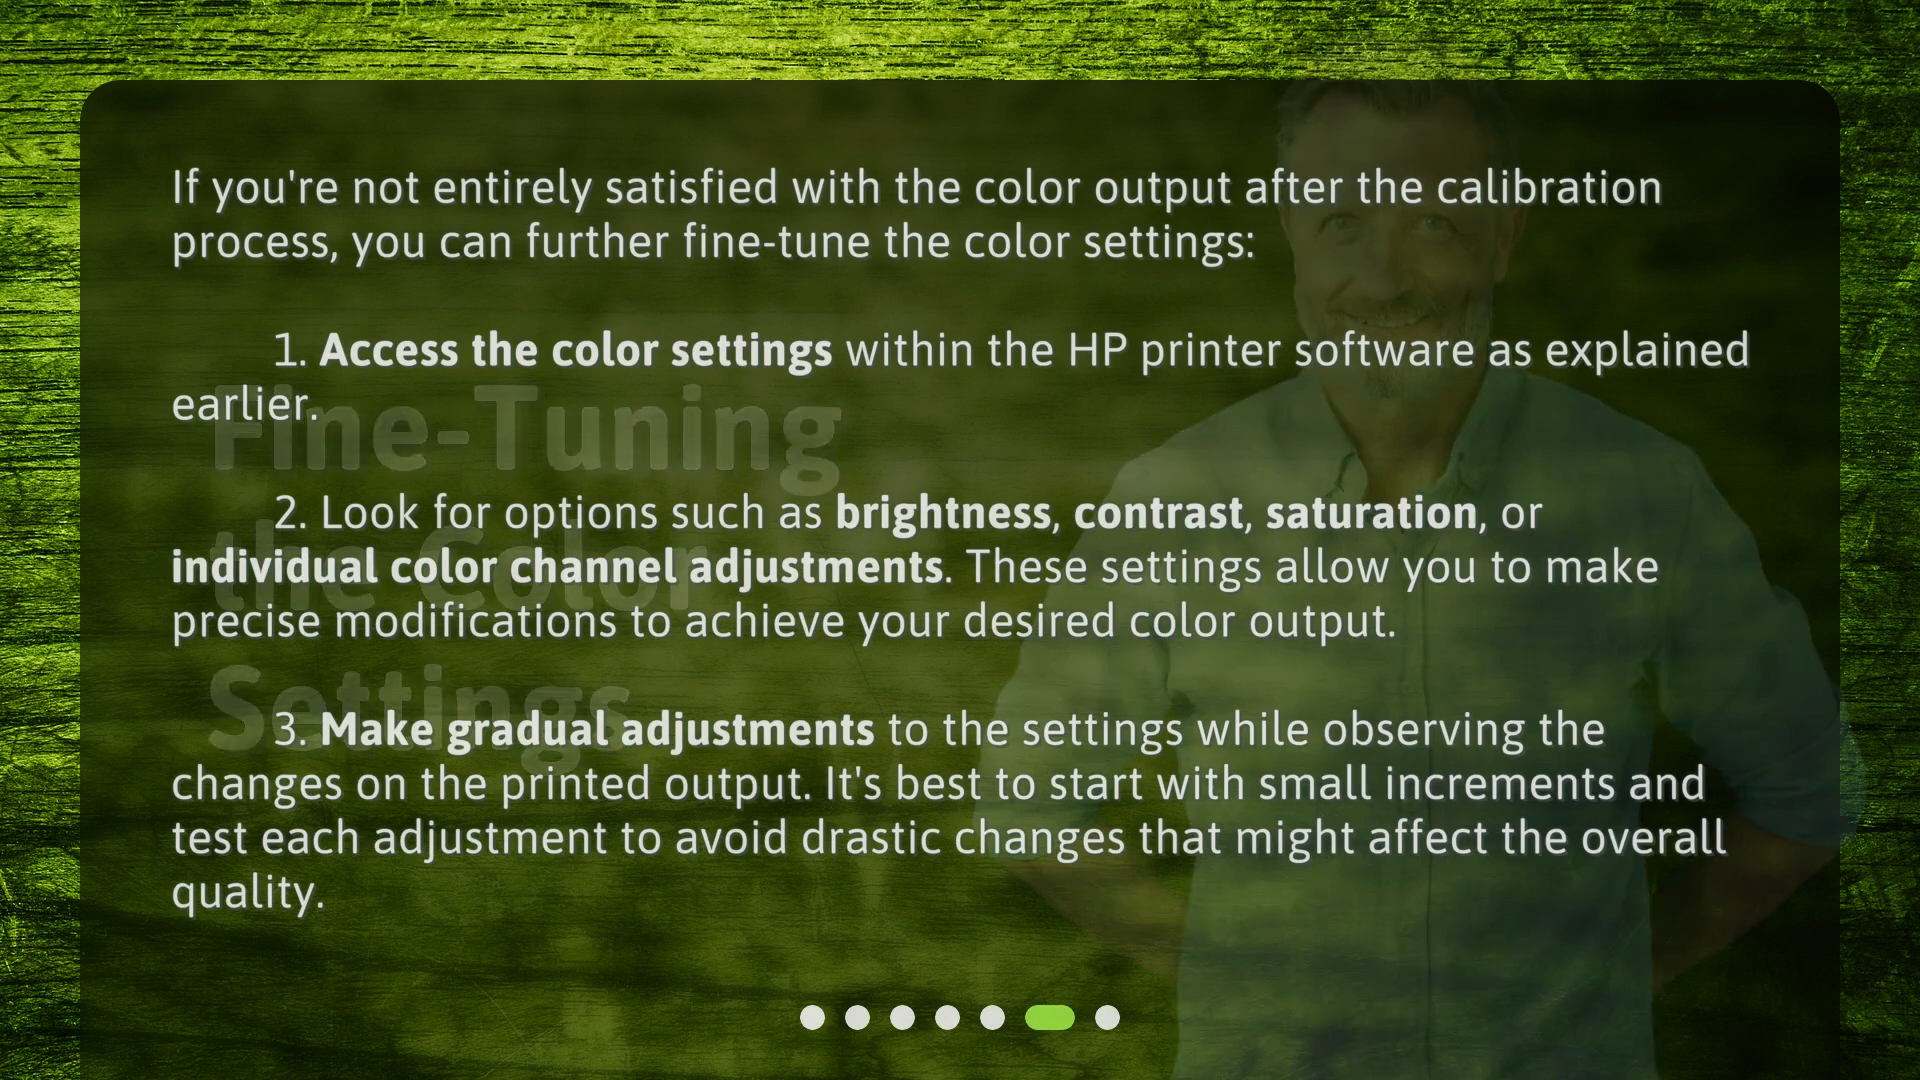 If you're not entirely satisfied with the color output after the calibration
process, you can further fine-tune the color settings:
1. Access the color settings within the HP printer software as explained
earlier.
Fine-Tuning
2. Look for options such as brightness, contrast, saturation, or
individual color channel adjustments. These settings allow you to make
the Color
precise modifications to achieve your desired color output.
Settings
3. Make gradual adjustments to the settings while observing the
changes on the printed output. It's best to start with small increments and
test each adjustment to avoid drastic changes that might affect the overall
quality.